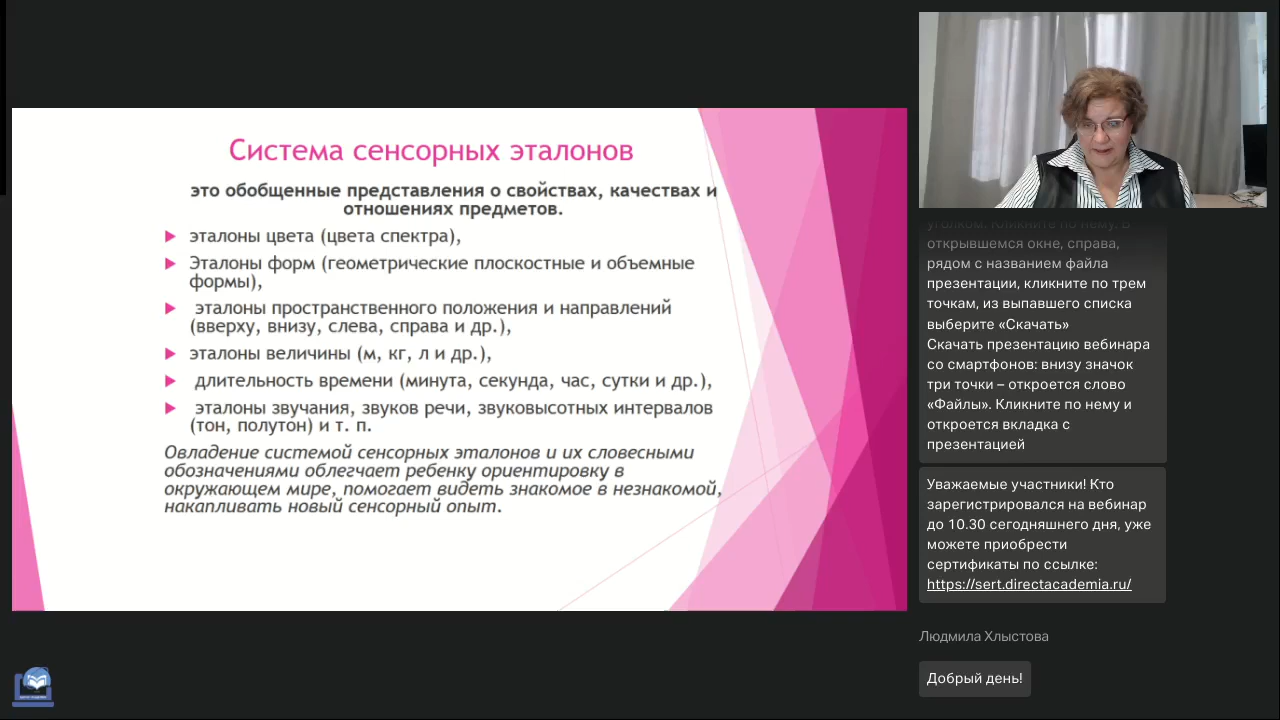 Система сенсорных эталонов
это обобщенные представления о свойствах, качествах и
отношениях предметов.
эталоны цвета (цвета спектра),
Эталоны форм (геометрические плоскостные и объемные
формы),
эталоны пространственного положения и направлений
(вверху, внизу, слева, справа и др.),
эталоны величины (м, кг, л и др.),
длительность времени (минута, секунда, час, сутки и др.),
эталоны звучания, звуков речи, звуковысотных интервалов
(тон, полутон) и т. п.
Овладение системой сенсорных эталонов и их словесными
обозначениями облегчает ребенку ориентировку в
окружающем мире, помогает видеть знакомое в незнакомой,
накапливать новый сенсорный опыт.
уголком. Кликните по нему. В
открывшемся окне, справа,
рядом с названием файла
презентации, кликните по трем
точкам, из выпавшего списка
выберите «Скачать»
Скачать презентацию вебинара
со смартфонов: внизу значок
три точки – откроется слово
«Файлы». Кликните по нему и
откроется вкладка с
презентацией
Уважаемые участники! Кто
зарегистрировался на вебинар
до 10.30 сегодняшнего дня, уже
можете приобрести
сертификаты по ссылке:
https://sert.directacademia.ru/
Людмила Хлыстова
Добрый день!